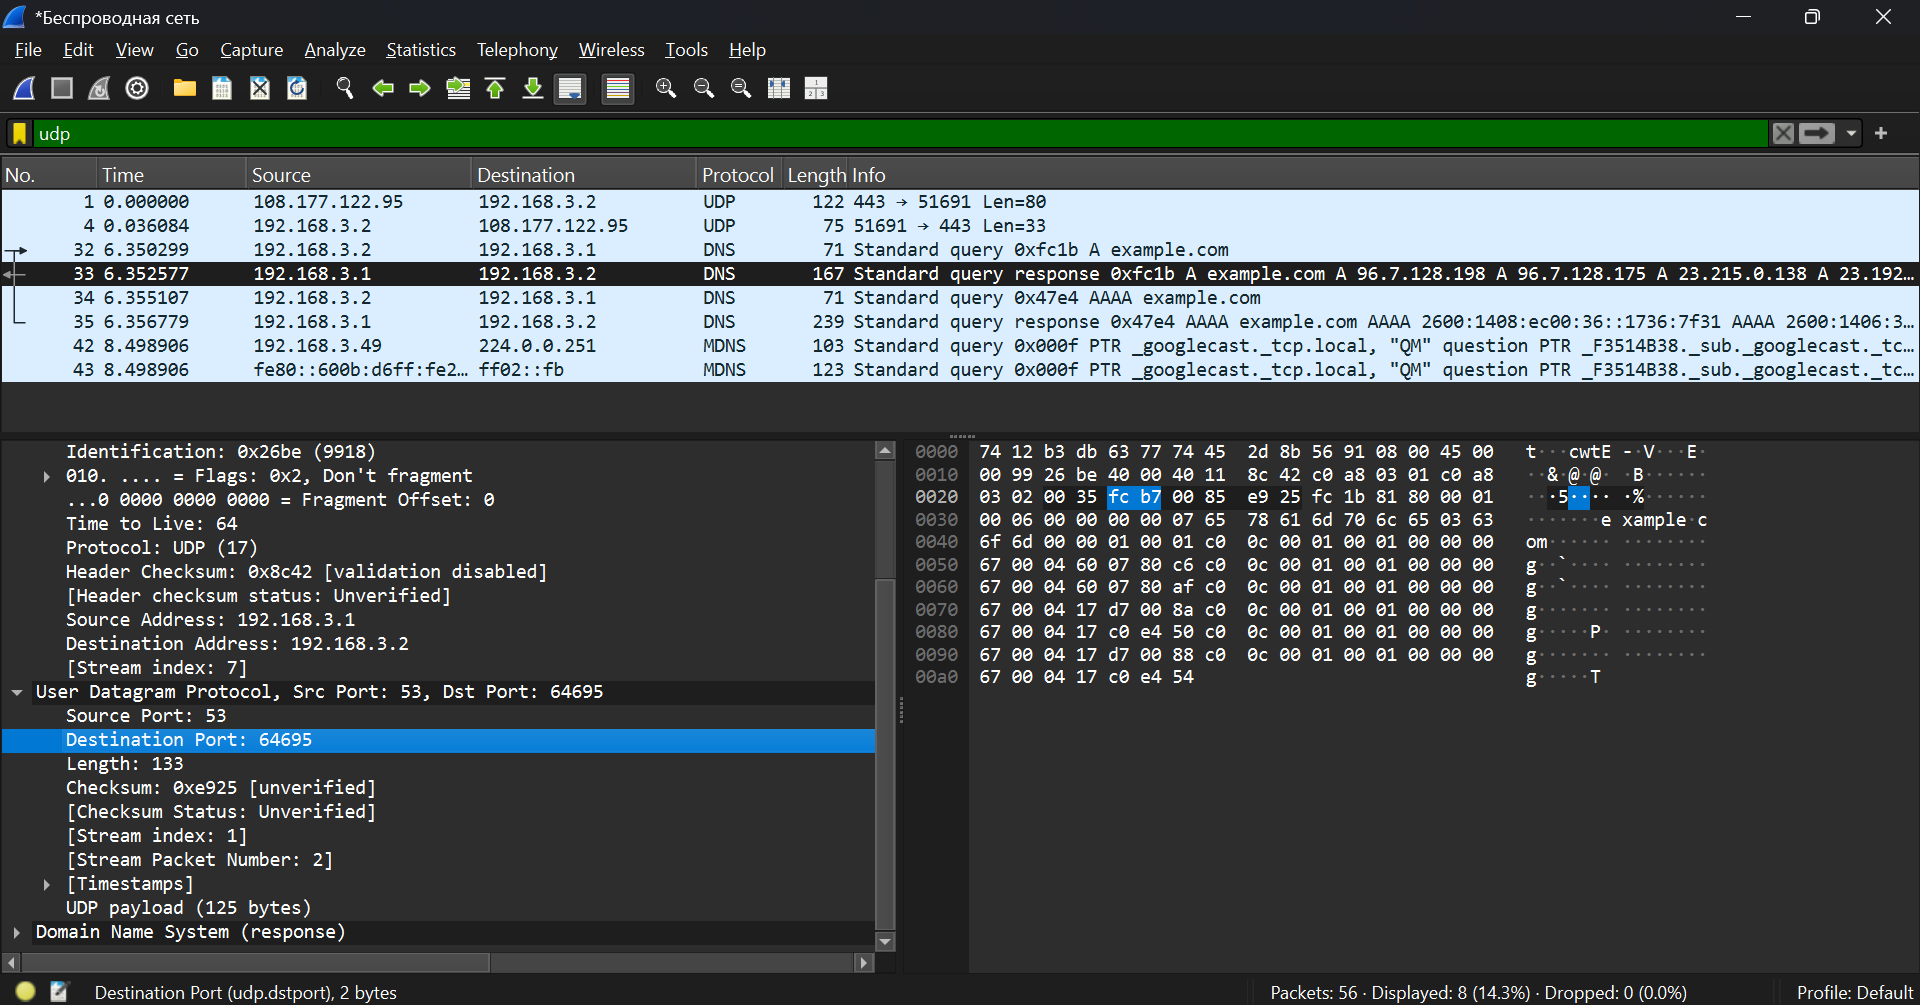 *Беспроводная сеть
File Edit View Go Capture Analyze Statistics Telephony Wireless Tools Help
udp
No. Time Source Destination Protocol Length Info
1 0.000000 108.177.122.95 192.168.3.2 UDP 122 443 → 51691 Len=80
4 0.036084 192.168.3.2 108.177.122.95 UDP 75 51691 → 443 Len=33
32 6.350299 192.168.3.2 192.168.3.1 DNS 71 Standard query 0xfc1b A example.com
33 6.352577 192.168.3.1 192.168.3.2 DNS 167 Standard query response 0xfc1b A example.com A 96.7.128.198 A 96.7.128.175 A 23.215.0.138 A 23.192...
34 6.355107 192.168.3.2 192.168.3.1 DNS 71 Standard query 0x47e4 AAAA example.com
35 6.356779 192.168.3.1 192.168.3.2 DNS 239 Standard query response 0x47e4 AAAA example.com AAAA 2600:1408:ec00:36::1736:7f31 AAAA 2600:1406:3...
42 8.498906 192.168.3.49 224.0.0.251 MDNS 103 Standard query 0x000f PTR _googlecast._tcp.local, "QM" question PTR _F3514B38._sub._googlecast._tc...
43 8.498906 fe80::600b:d6ff:fe2... ff02::fb MDNS 123 Standard query 0x000f PTR _googlecast._tcp.local, "QM" question PTR _F3514B38._sub._googlecast._tc...
Identification: 0x26be (9918)
010. .... = Flags: 0x2, Don't fragment
...0 0000 0000 0000 = Fragment Offset: 0
Time to Live: 64
Protocol: UDP (17)
Header Checksum: 0x8c42 [validation disabled]
[Header checksum status: Unverified]
Source Address: 192.168.3.1
Destination Address: 192.168.3.2
[Stream index: 7]
User Datagram Protocol, Src Port: 53, Dst Port: 64695
Source Port: 53
Destination Port: 64695
Length: 133
Checksum: 0xe925 [unverified]
[Checksum Status: Unverified]
[Stream index: 1]
[Stream Packet Number: 2]
[Timestamps]
UDP payload (125 bytes)
Domain Name System (response)
0000 74 12 b3 db 63 77 74 45 2d 8b 56 91 08 00 45 00 t···cwtE -·V···E·
0010 00 99 26 be 40 00 40 11 8c 42 c0 a8 03 01 c0 a8 ··&·@·@· ·B······
0020 03 02 00 35 fc b7 00 85 e9 25 fc 1b 81 80 00 01 ···5···· ·%······
0030 00 06 00 00 00 00 07 65 78 61 6d 70 6c 65 03 63 ·······e xample·c
0040 6f 6d 00 00 01 00 01 c0 0c 00 01 00 01 00 00 00 om······ ········
0050 67 00 04 60 07 80 c6 c0 0c 00 01 00 01 00 00 00 g··`···· ········
0060 67 00 04 60 07 80 af c0 0c 00 01 00 01 00 00 00 g··`···· ········
0070 67 00 04 17 d7 00 8a c0 0c 00 01 00 01 00 00 00 g······· ········
0080 67 00 04 17 c0 e4 50 c0 0c 00 01 00 01 00 00 00 g·····P· ········
0090 67 00 04 17 d7 00 88 c0 0c 00 01 00 01 00 00 00 g······· ········
00a0 67 00 04 17 c0 e4 54 g·····T
Destination Port (udp.dstport), 2 bytes Packets: 56 · Displayed: 8 (14.3%) · Dropped: 0 (0.0%) Profile: Default